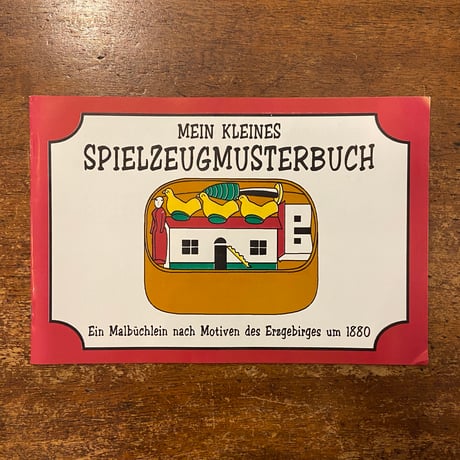 MEIN KLEINES
SPIELZEUGMUSTERBUCH
Ein Malbüchlein nach Motiven des Erzgebirges um 1880